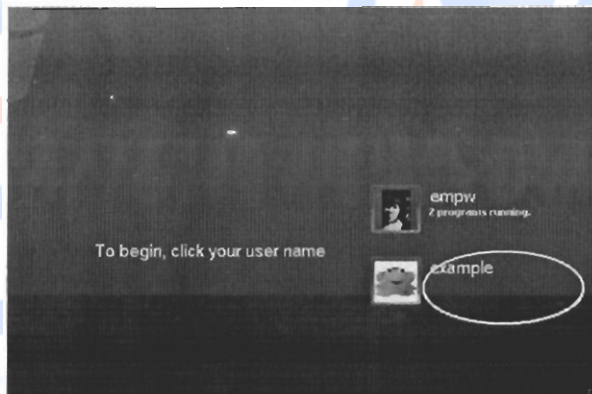 empw
2 programs running.
To begin, click your user name
example